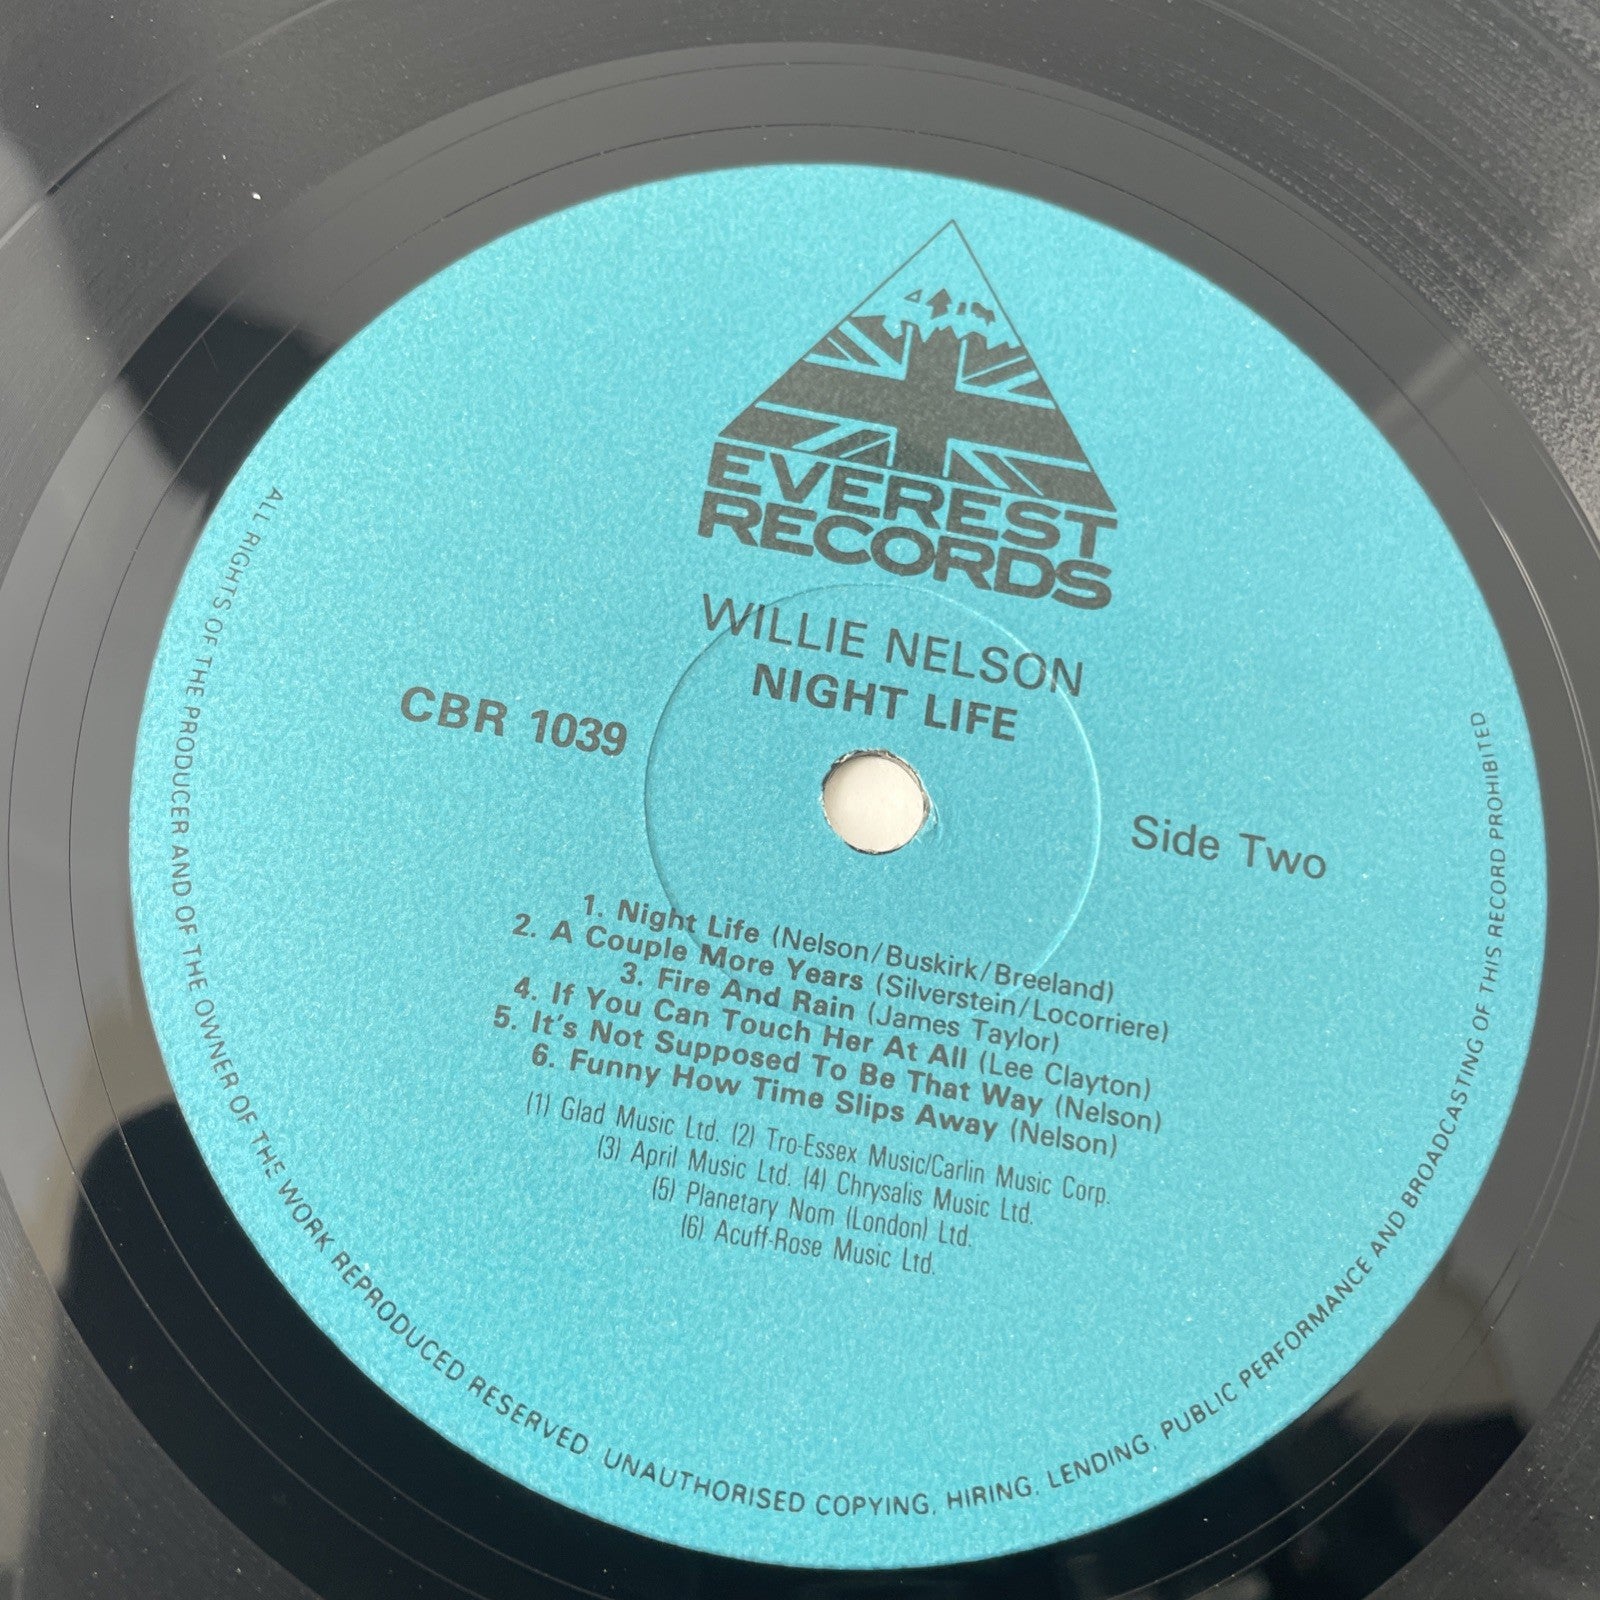 EVEREST
RECORDS
WILLIE NELSON
NIGHT LIFE
CBR 1039
Side Two
1. Night Life (Nelson/Buskirk/Breeland)
2. A Couple More Years (Silverstein/Locorriere)
3. Fire And Rain (James Taylor)
4. If You Can Touch Her At All (Lee Clayton)
5. It's Not Supposed To Be That Way (Nelson)
6. Funny How Time Slips Away (Nelson)
(1) Glad Music Ltd. (2) Tro-Essex Music/Carlin Music Corp.
(3) April Music Ltd. (4) Chrysalis Music Ltd.
(5) Planetary Nom (London) Ltd.
(6) Acuff-Rose Music Ltd.
ALL RIGHTS OF THE PRODUCER AND OF THE OWNER OF THE WORK REPRODUCED RESERVED. UNAUTHORISED COPYING, HIRING, LENDING, PUBLIC PERFORMANCE AND BROADCASTING OF THIS RECORD PROHIBITED